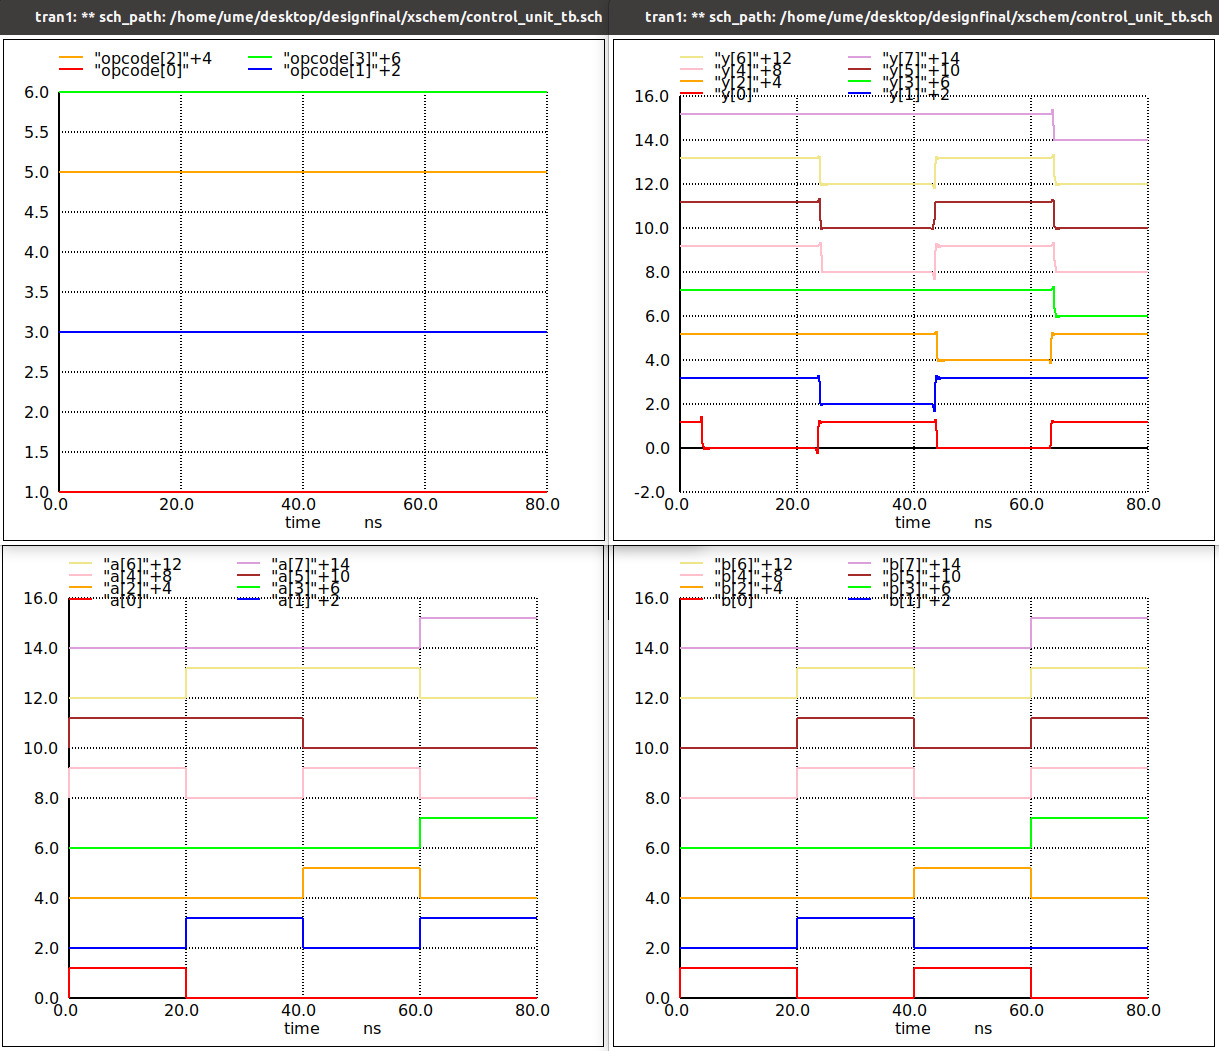 tran1: ** sch_path: /home/ume/desktop/designfinal/xschem/control_unit_tb.sch
"opcode[2]"+4 "opcode[3]"+6
"opcode[0]" "opcode[1]"+2
6.0
5.5
5.0
4.5
4.0
3.5
3.0
2.5
2.0
1.5
1.0
0.0 20.0 40.0 60.0 80.0
time ns
tran1: ** sch_path: /home/ume/desktop/designfinal/xschem/control_unit_tb.sch
"y[6]"+12 "y[7]"+14
"y[4]"+8 "y[5]"+10
"y[2]"+4 "y[3]"+6
"y[0]" "y[1]"+2
16.0
14.0
12.0
10.0
8.0
6.0
4.0
2.0
0.0
-2.0
0.0 20.0 40.0 60.0 80.0
time ns
"a[6]"+12 "a[7]"+14
"a[4]"+8 "a[5]"+10
"a[2]"+4 "a[3]"+6
"a[0]" "a[1]"+2
16.0
14.0
12.0
10.0
8.0
6.0
4.0
2.0
0.0
0.0 20.0 40.0 60.0 80.0
time ns
"b[6]"+12 "b[7]"+14
"b[4]"+8 "b[5]"+10
"b[2]"+4 "b[3]"+6
"b[0]" "b[1]"+2
16.0
14.0
12.0
10.0
8.0
6.0
4.0
2.0
0.0
0.0 20.0 40.0 60.0 80.0
time ns